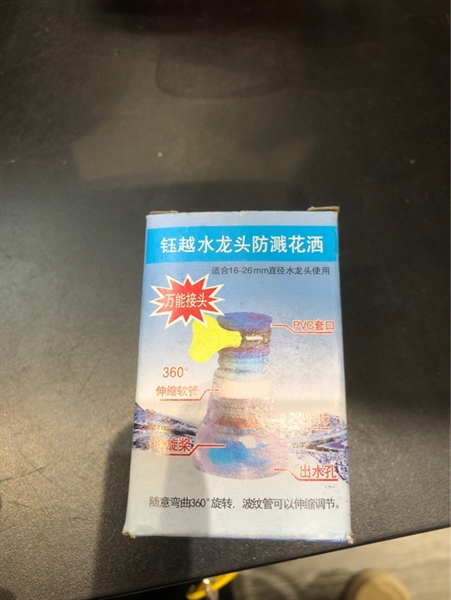 钰越水龙头防溅花洒
适合16-26mm直径水龙头使用
万能接头
PVC套口
360°
伸缩软管
旋桨
出水孔
随意弯曲360°旋转，波纹管可以伸缩调节。